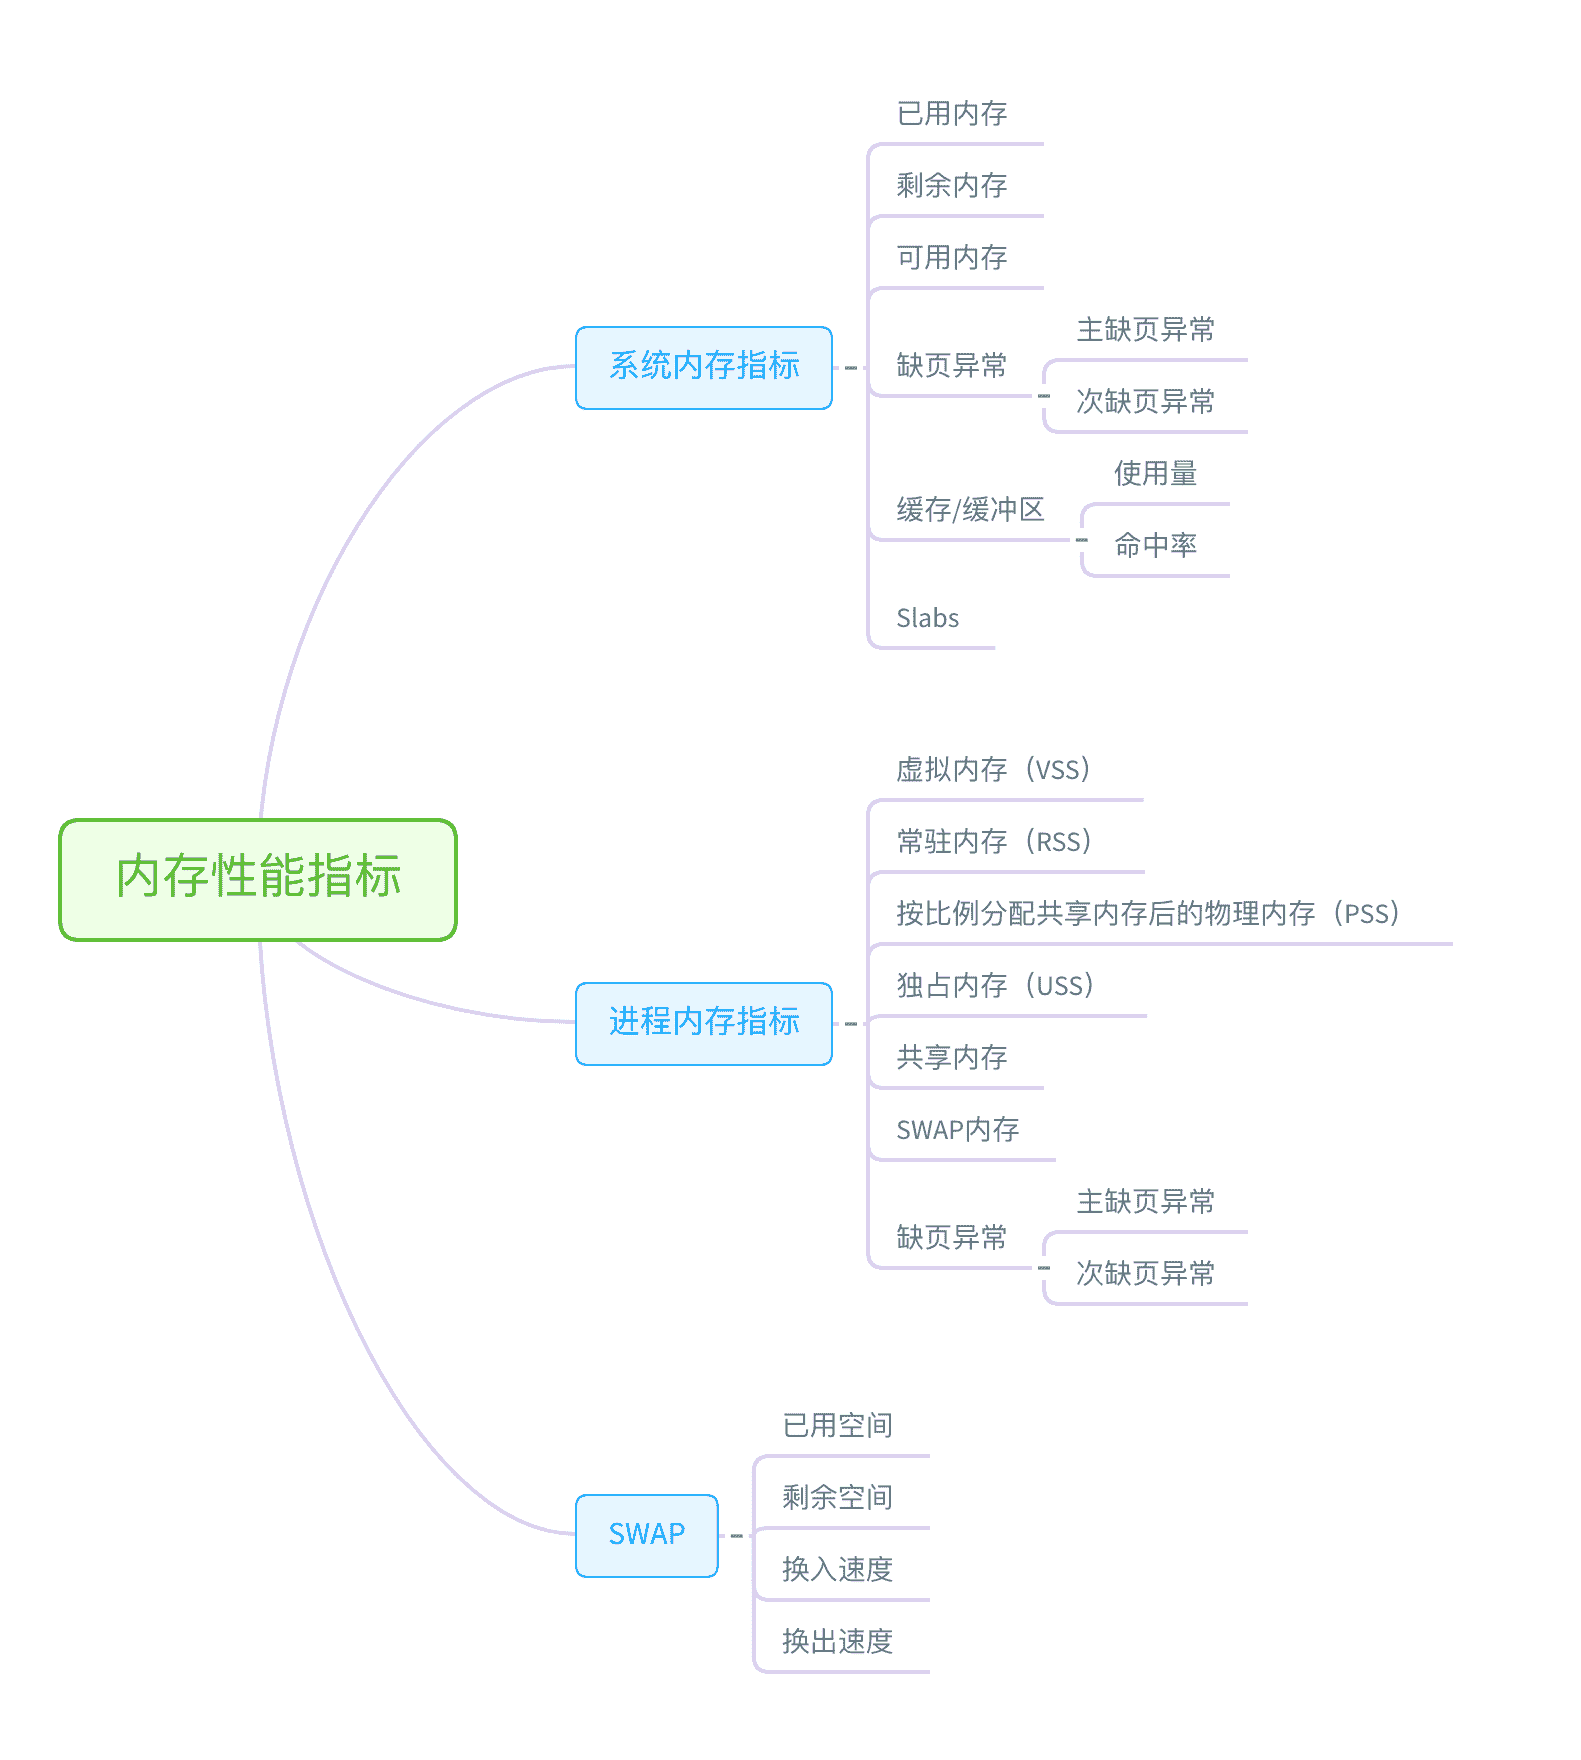 内存性能指标
系统内存指标
已用内存
剩余内存
可用内存
缺页异常
主缺页异常
次缺页异常
缓存/缓冲区
使用量
命中率
Slabs
进程内存指标
虚拟内存（VSS）
常驻内存（RSS）
按比例分配共享内存后的物理内存（PSS）
独占内存（USS）
共享内存
SWAP内存
缺页异常
主缺页异常
次缺页异常
SWAP
已用空间
剩余空间
换入速度
换出速度